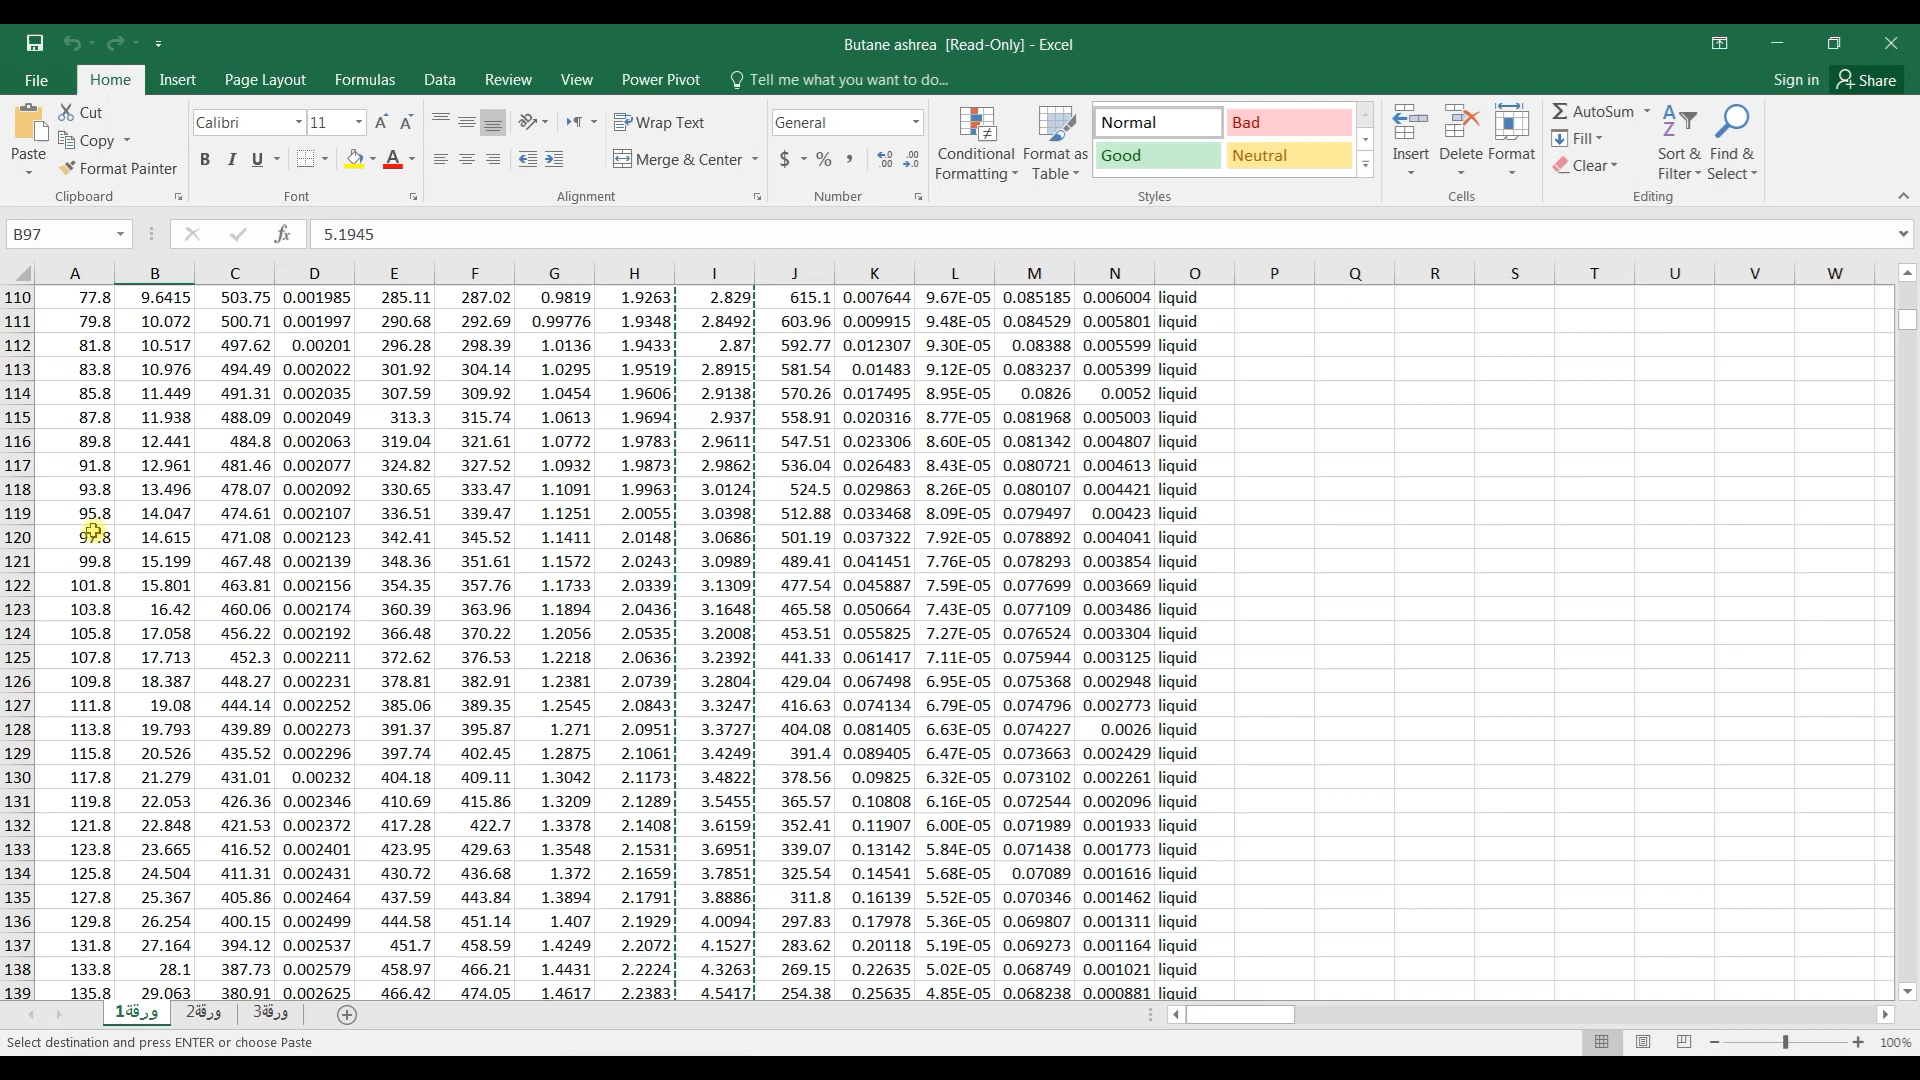 Butane ashrea [Read-Only] - Excel
File Home Insert Page Layout Formulas Data Review View Power Pivot Tell me what you want to do... Sign in Share
Paste
Cut
Copy
Format Painter
Clipboard
Calibri 11
B I U
Font
Wrap Text
Merge & Center
Alignment
General
$ % ,
Number
Conditional Formatting
Format as Table
Normal Bad
Good Neutral
Styles
Insert Delete Format
Cells
AutoSum
Fill
Clear
Sort & Filter
Find & Select
Editing
B97 fx 5.1945
A B C D E F G H I J K L M N O P Q R S T U V W
110 77.8 9.6415 503.75 0.001985 285.11 287.02 0.9819 1.9263 2.829 615.1 0.007644 9.67E-05 0.085185 0.006004 liquid
111 79.8 10.072 500.71 0.001997 290.68 292.69 0.99776 1.9348 2.8492 603.96 0.009915 9.48E-05 0.084529 0.005801 liquid
112 81.8 10.517 497.62 0.00201 296.28 298.39 1.0136 1.9433 2.87 592.77 0.012307 9.30E-05 0.08388 0.005599 liquid
113 83.8 10.976 494.49 0.002022 301.92 304.14 1.0295 1.9519 2.8915 581.54 0.01483 9.12E-05 0.083237 0.005399 liquid
114 85.8 11.449 491.31 0.002035 307.59 309.92 1.0454 1.9606 2.9138 570.26 0.017495 8.95E-05 0.0826 0.0052 liquid
115 87.8 11.938 488.09 0.002049 313.3 315.74 1.0613 1.9694 2.937 558.91 0.020316 8.77E-05 0.081968 0.005003 liquid
116 89.8 12.441 484.8 0.002063 319.04 321.61 1.0772 1.9783 2.9611 547.51 0.023306 8.60E-05 0.081342 0.004807 liquid
117 91.8 12.961 481.46 0.002077 324.82 327.52 1.0932 1.9873 2.9862 536.04 0.026483 8.43E-05 0.080721 0.004613 liquid
118 93.8 13.496 478.07 0.002092 330.65 333.47 1.1091 1.9963 3.0124 524.5 0.029863 8.26E-05 0.080107 0.004421 liquid
119 95.8 14.047 474.61 0.002107 336.51 339.47 1.1251 2.0055 3.0398 512.88 0.033468 8.09E-05 0.079497 0.00423 liquid
120 97.8 14.615 471.08 0.002123 342.41 345.52 1.1411 2.0148 3.0686 501.19 0.037322 7.92E-05 0.078892 0.004041 liquid
121 99.8 15.199 467.48 0.002139 348.36 351.61 1.1572 2.0243 3.0989 489.41 0.041451 7.76E-05 0.078293 0.003854 liquid
122 101.8 15.801 463.81 0.002156 354.35 357.76 1.1733 2.0339 3.1309 477.54 0.045887 7.59E-05 0.077699 0.003669 liquid
123 103.8 16.42 460.06 0.002174 360.39 363.96 1.1894 2.0436 3.1648 465.58 0.050664 7.43E-05 0.077109 0.003486 liquid
124 105.8 17.058 456.22 0.002192 366.48 370.22 1.2056 2.0535 3.2008 453.51 0.055825 7.27E-05 0.076524 0.003304 liquid
125 107.8 17.713 452.3 0.002211 372.62 376.53 1.2218 2.0636 3.2392 441.33 0.061417 7.11E-05 0.075944 0.003125 liquid
126 109.8 18.387 448.27 0.002231 378.81 382.91 1.2381 2.0739 3.2804 429.04 0.067498 6.95E-05 0.075368 0.002948 liquid
127 111.8 19.08 444.14 0.002252 385.06 389.35 1.2545 2.0843 3.3247 416.63 0.074134 6.79E-05 0.074796 0.002773 liquid
128 113.8 19.793 439.89 0.002273 391.37 395.87 1.271 2.0951 3.3727 404.08 0.081405 6.63E-05 0.074227 0.0026 liquid
129 115.8 20.526 435.52 0.002296 397.74 402.45 1.2875 2.1061 3.4249 391.4 0.089405 6.47E-05 0.073663 0.002429 liquid
130 117.8 21.279 431.01 0.00232 404.18 409.11 1.3042 2.1173 3.4822 378.56 0.09825 6.32E-05 0.073102 0.002261 liquid
131 119.8 22.053 426.36 0.002346 410.69 415.86 1.3209 2.1289 3.5455 365.57 0.10808 6.16E-05 0.072544 0.002096 liquid
132 121.8 22.848 421.53 0.002372 417.28 422.7 1.3378 2.1408 3.6159 352.41 0.11907 6.00E-05 0.071989 0.001933 liquid
133 123.8 23.665 416.52 0.002401 423.95 429.63 1.3548 2.1531 3.6951 339.07 0.13142 5.84E-05 0.071438 0.001773 liquid
134 125.8 24.504 411.31 0.002431 430.72 436.68 1.372 2.1659 3.7851 325.54 0.14541 5.68E-05 0.07089 0.001616 liquid
135 127.8 25.367 405.86 0.002464 437.59 443.84 1.3894 2.1791 3.8886 311.8 0.16139 5.52E-05 0.070346 0.001462 liquid
136 129.8 26.254 400.15 0.002499 444.58 451.14 1.407 2.1929 4.0094 297.83 0.17978 5.36E-05 0.069807 0.001311 liquid
137 131.8 27.164 394.12 0.002537 451.7 458.59 1.4249 2.2072 4.1527 283.62 0.20118 5.19E-05 0.069273 0.001164 liquid
138 133.8 28.1 387.73 0.002579 458.97 466.21 1.4431 2.2224 4.3263 269.15 0.22635 5.02E-05 0.068749 0.001021 liquid
139 135.8 29.063 380.91 0.002625 466.42 474.05 1.4617 2.2383 4.5417 254.38 0.25635 4.85E-05 0.068238 0.000881 liquid
ورقة1 ورقة2 ورقة3
Select destination and press ENTER or choose Paste 100%